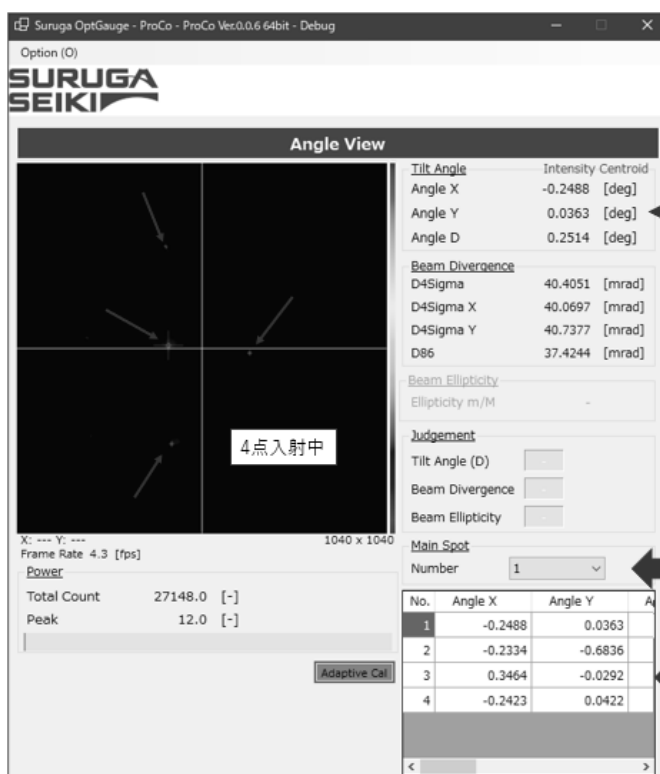 Suruga OptGauge - ProCo - ProCo Ver.0.0.6 64bit - Debug
Option (O)
SURUGA
SEIKI
Angle View
Tilt Angle Intensity Centroid
Angle X -0.2488 [deg]
Angle Y 0.0363 [deg]
Angle D 0.2514 [deg]
Beam Divergence
D4Sigma 40.4051 [mrad]
D4Sigma X 40.0697 [mrad]
D4Sigma Y 40.7377 [mrad]
D86 37.4244 [mrad]
Beam Ellipticity
Ellipticity m/M -
4点入射中
Judgement
Tilt Angle (D) -
Beam Divergence -
Beam Ellipticity -
X: --- Y: --- 1040 x 1040
Frame Rate 4.3 [fps]
Main Spot
Number 1
Power
Total Count 27148.0 [-]
Peak 12.0 [-]
Adaptive Cal
No. Angle X Angle Y
1 -0.2488 0.0363
2 -0.2334 -0.6836
3 0.3464 -0.0292
4 -0.2423 0.0422